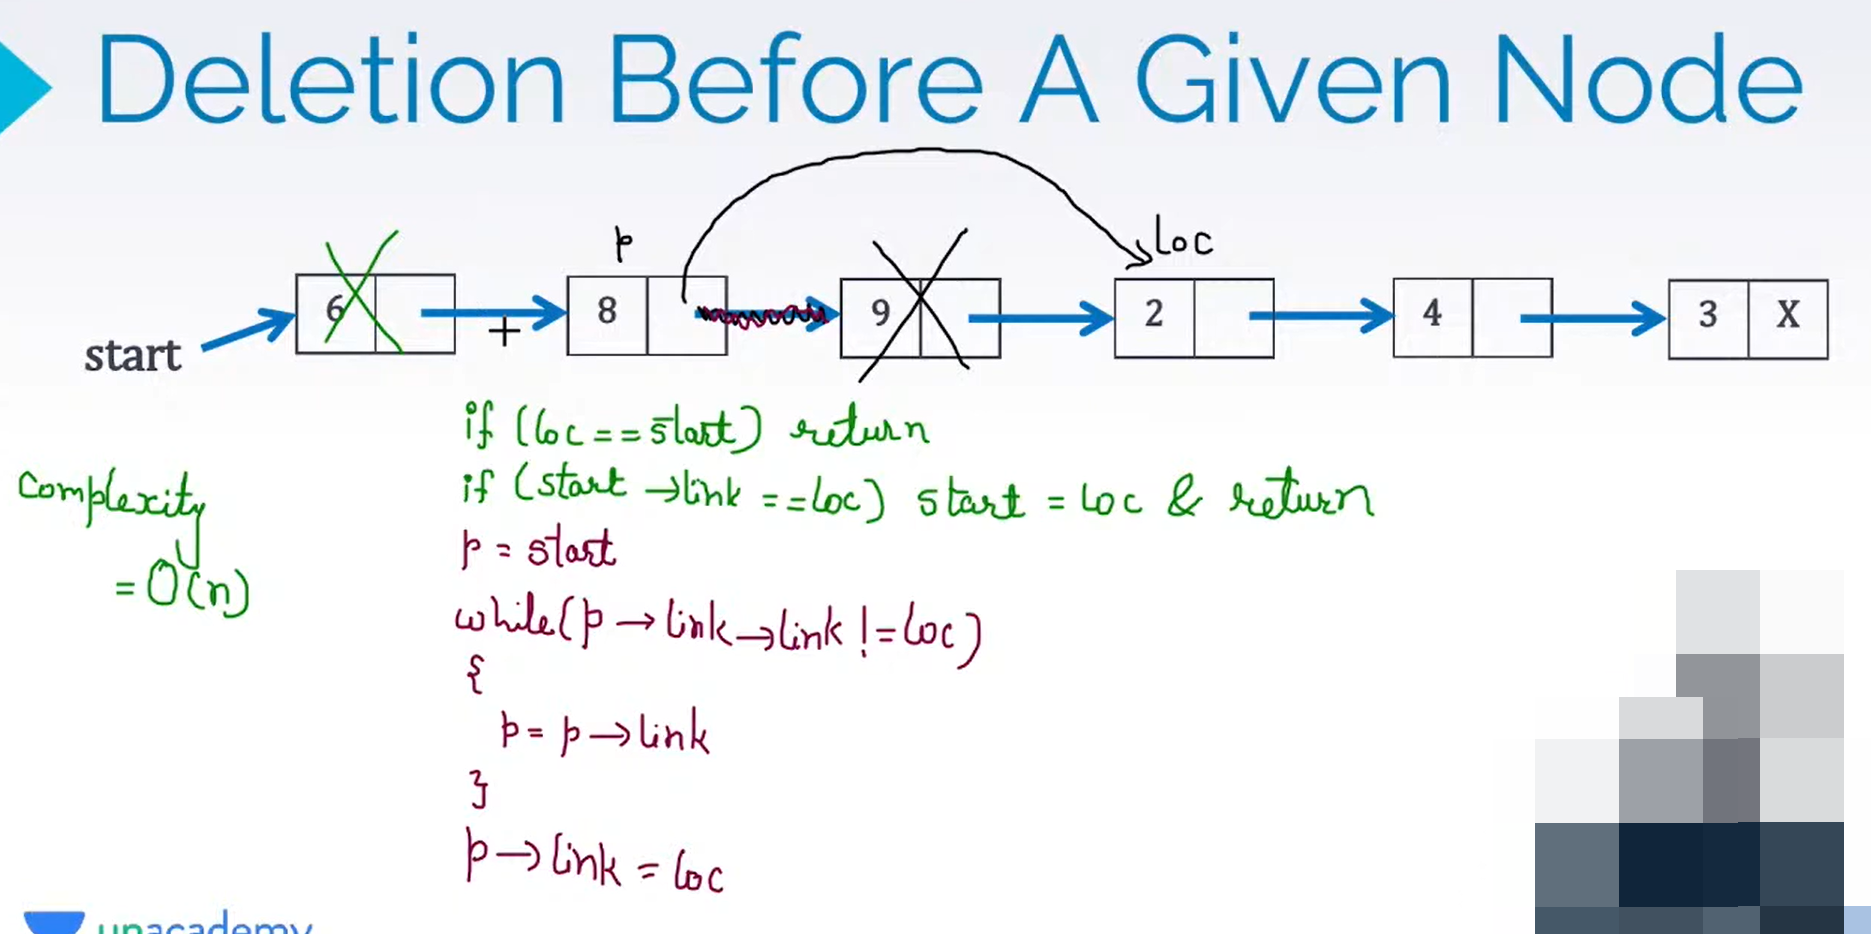 Deletion Before A Given Node
p
Loc
start 6 8 9 2 4 3 X
if (loc == start) return
if (start → link == loc) start = loc & return
complexity
= O(n)
p = start
while(p → link → link != loc)
{
p = p → link
}
p → link = loc
unacademy